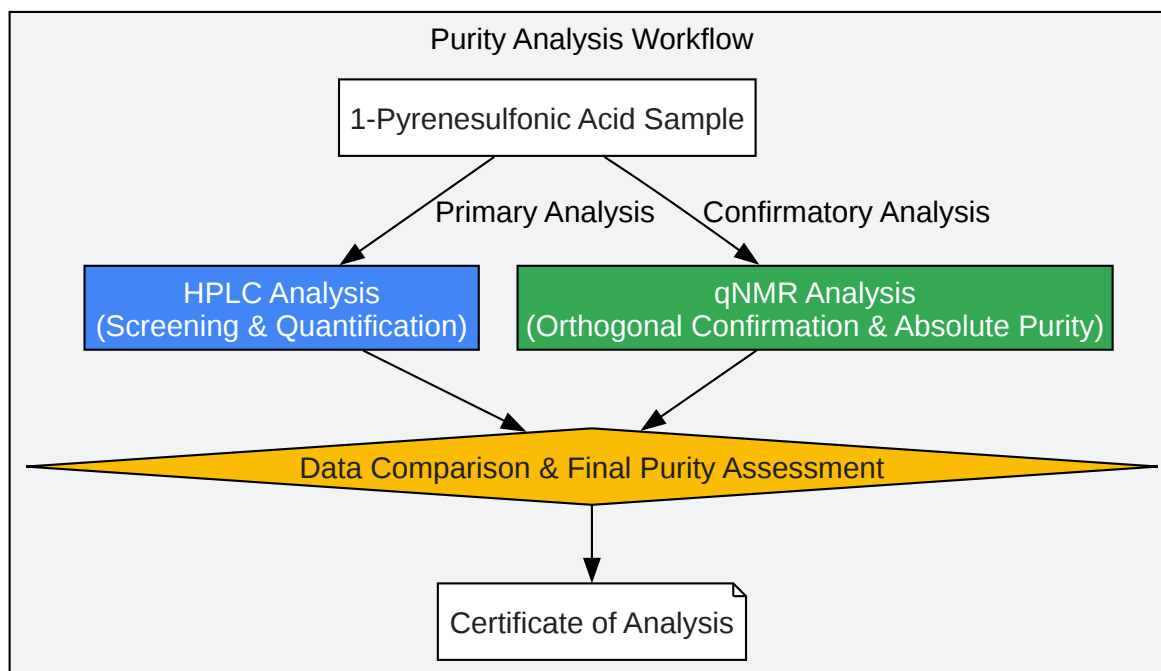 Purity Analysis Workflow
1-Pyrenesulfonic Acid Sample
Primary Analysis
Confirmatory Analysis
HPLC Analysis
(Screening & Quantification)
qNMR Analysis
(Orthogonal Confirmation & Absolute Purity)
Data Comparison & Final Purity Assessment
Certificate of Analysis